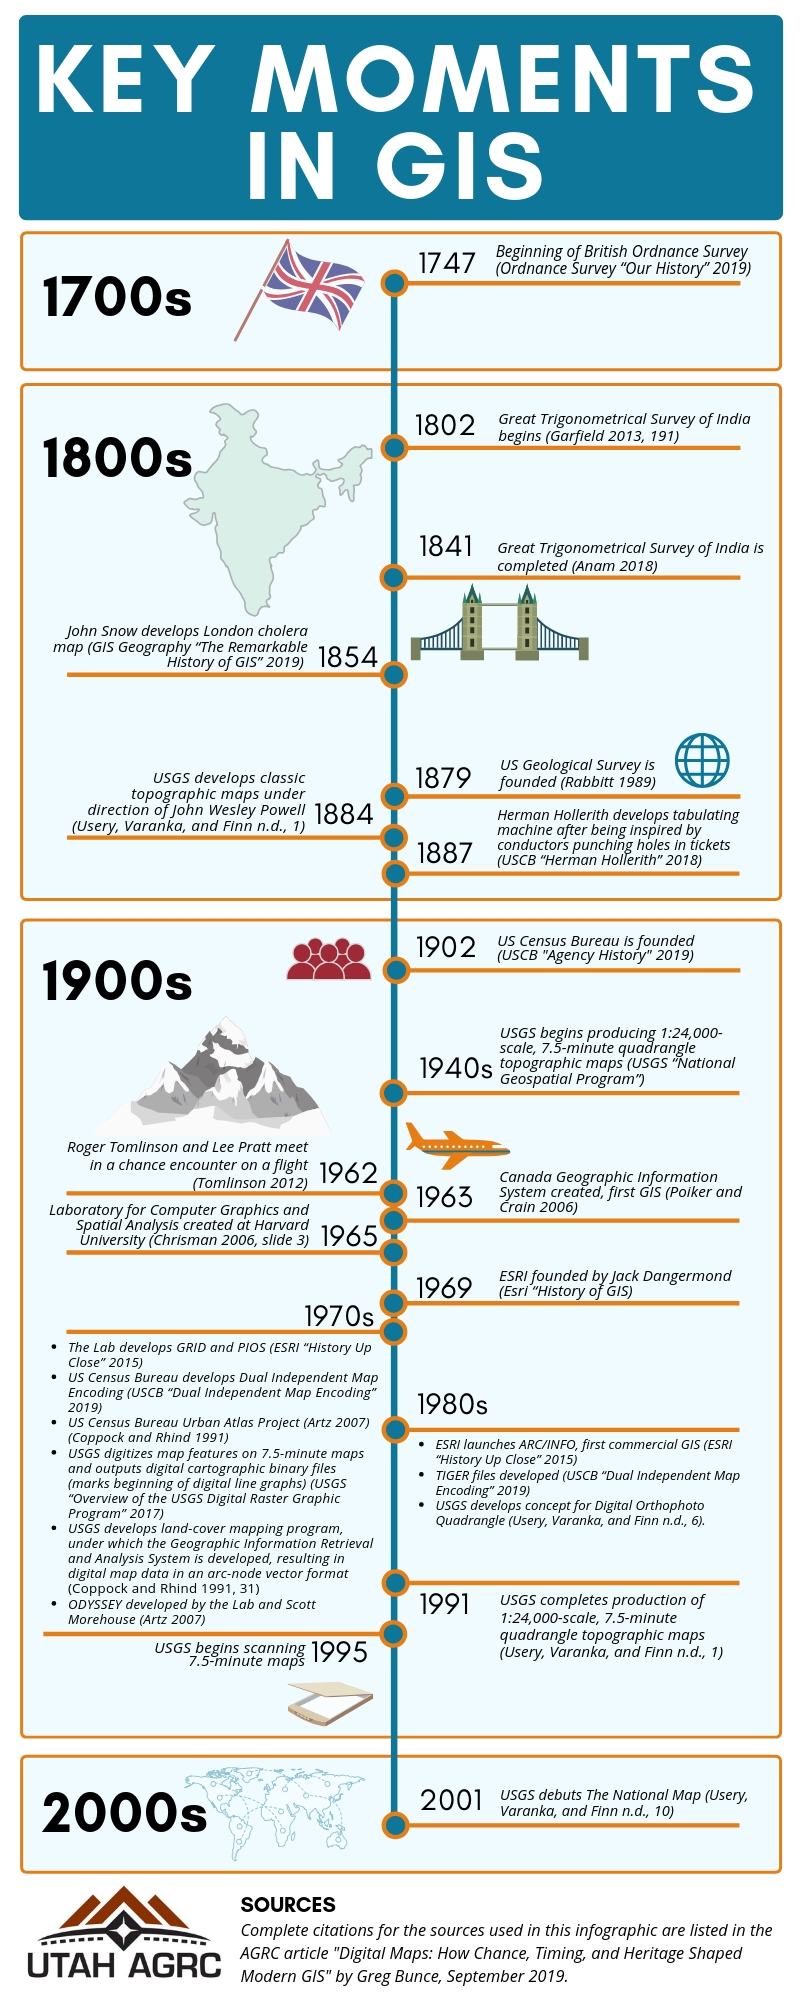 KEY MOMENTS
IN GIS
1700s
1747
Beginning of British Ordnance Survey
(Ordnance Survey “Our History” 2019)
1800s
1802
Great Trigonometrical Survey of India
begins (Garfield 2013, 191)
1841
Great Trigonometrical Survey of India is
completed (Anam 2018)
John Snow develops London cholera
map (GIS Geography “The Remarkable
History of GIS” 2019)
1854
1879
US Geological Survey is
founded (Rabbitt 1989)
USGS develops classic
topographic maps under
direction of John Wesley Powell
(Usery, Varanka, and Finn n.d., 1)
1884
1887
Herman Hollerith develops tabulating
machine after being inspired by
conductors punching holes in tickets
(USCB “Herman Hollerith” 2018)
1900s
1902
US Census Bureau is founded
(USCB "Agency History" 2019)
1940s
USGS begins producing 1:24,000-
scale, 7.5-minute quadrangle
topographic maps (USGS “National
Geospatial Program”)
Roger Tomlinson and Lee Pratt meet
in a chance encounter on a flight
(Tomlinson 2012)
1962
1963
Canada Geographic Information
System created, first GIS (Poiker and
Crain 2006)
Laboratory for Computer Graphics and
Spatial Analysis created at Harvard
University (Chrisman 2006, slide 3)
1965
1969
ESRI founded by Jack Dangermond
(Esri “History of GIS)
1970s
• The Lab develops GRID and PIOS (ESRI “History Up
Close” 2015)
• US Census Bureau develops Dual Independent Map
Encoding (USCB “Dual Independent Map Encoding”
2019)
• US Census Bureau Urban Atlas Project (Artz 2007)
(Coppock and Rhind 1991)
• USGS digitizes map features on 7.5-minute maps
and outputs digital cartographic binary files
(marks beginning of digital line graphs) (USGS
“Overview of the USGS Digital Raster Graphic
Program” 2017)
• USGS develops land-cover mapping program,
under which the Geographic Information Retrieval
and Analysis System is developed, resulting in
digital map data in an arc-node vector format
(Coppock and Rhind 1991, 31)
• ODYSSEY developed by the Lab and Scott
Morehouse (Artz 2007)
1980s
• ESRI launches ARC/INFO, first commercial GIS (ESRI
“History Up Close” 2015)
• TIGER files developed (USCB “Dual Independent Map
Encoding” 2019)
• USGS develops concept for Digital Orthophoto
Quadrangle (Usery, Varanka, and Finn n.d., 6).
1991
USGS completes production of
1:24,000-scale, 7.5-minute
quadrangle topographic maps
(Usery, Varanka, and Finn n.d., 1)
USGS begins scanning
7.5-minute maps
1995
2000s
2001
USGS debuts The National Map (Usery,
Varanka, and Finn n.d., 10)
UTAH AGRC
SOURCES
Complete citations for the sources used in this infographic are listed in the
AGRC article "Digital Maps: How Chance, Timing, and Heritage Shaped
Modern GIS" by Greg Bunce, September 2019.